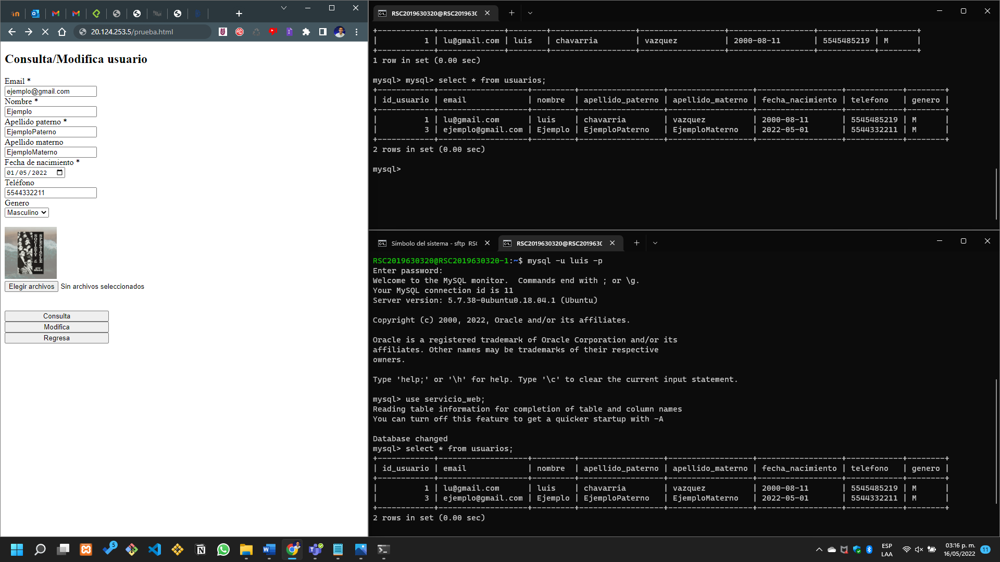 20.124.253.5/prueba.html
Consulta/Modifica usuario
Email *
ejemplo@gmail.com
Nombre *
Ejemplo
Apellido paterno *
EjemploPaterno
Apellido materno
EjemploMaterno
Fecha de nacimiento *
01/05/2022
Teléfono
5544332211
Genero
Masculino
SOCIETY of the SPECTACLE
Elegir archivos Sin archivos seleccionados
Consulta
Modifica
Regresa
RSC2019630320@RSC201963
+------------+-------------------+--------+-----------------+------------------+------------------+------------+--------+
| 1 | lu@gmail.com | luis | chavarria | vazquez | 2000-08-11 | 5545485219 | M |
1 row in set (0.00 sec)
mysql> mysql> select * from usuarios;
| id_usuario | email | nombre | apellido_paterno | apellido_materno | fecha_nacimiento | telefono | genero |
| 1 | lu@gmail.com | luis | chavarria | vazquez | 2000-08-11 | 5545485219 | M |
| 3 | ejemplo@gmail.com | Ejemplo | EjemploPaterno | EjemploMaterno | 2022-05-01 | 5544332211 | M |
2 rows in set (0.00 sec)
mysql>
Símbolo del sistema - sftp RSC
RSC2019630320@RSC201963
RSC2019630320@RSC2019630320-1:~$ mysql -u luis -p
Enter password:
Welcome to the MySQL monitor. Commands end with ; or \g.
Your MySQL connection id is 11
Server version: 5.7.38-0ubuntu0.18.04.1 (Ubuntu)
Copyright (c) 2000, 2022, Oracle and/or its affiliates.
Oracle is a registered trademark of Oracle Corporation and/or its
affiliates. Other names may be trademarks of their respective
owners.
Type 'help;' or '\h' for help. Type '\c' to clear the current input statement.
mysql> use servicio_web;
Reading table information for completion of table and column names
You can turn off this feature to get a quicker startup with -A
Database changed
mysql> select * from usuarios;
| id_usuario | email | nombre | apellido_paterno | apellido_materno | fecha_nacimiento | telefono | genero |
| 1 | lu@gmail.com | luis | chavarria | vazquez | 2000-08-11 | 5545485219 | M |
| 3 | ejemplo@gmail.com | Ejemplo | EjemploPaterno | EjemploMaterno | 2022-05-01 | 5544332211 | M |
2 rows in set (0.00 sec)
5
ESP
LAA
03:16 p. m.
16/05/2022
11